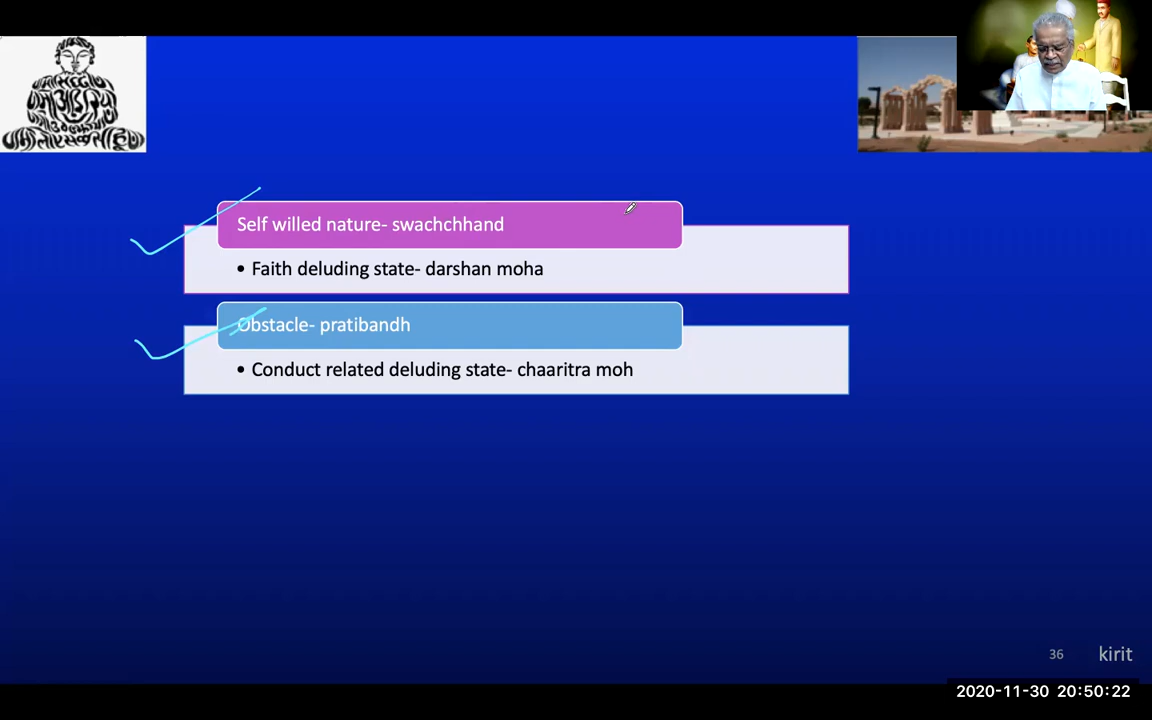 Self willed nature- swachchhand
• Faith deluding state- darshan moha
Obstacle- pratibandh
• Conduct related deluding state- chaaritra moh
36 kirit
2020-11-30 20:50:22